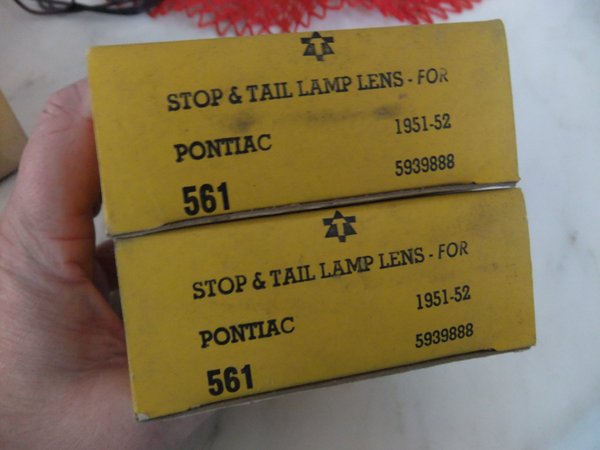 STOP & TAIL LAMP LENS - FOR
PONTIAC 1951-52
561 5939888
STOP & TAIL LAMP LENS - FOR
PONTIAC 1951-52
561 5939888